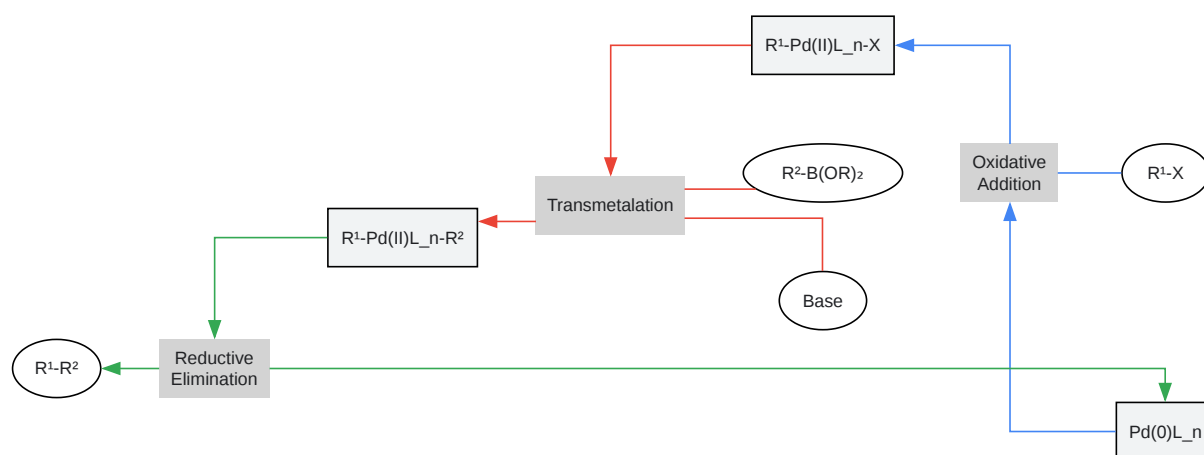 R¹-Pd(II)L_n-X
Oxidative
Addition
R¹-X
R²-B(OR)₂
Transmetalation
R¹-Pd(II)L_n-R²
Base
Reductive
Elimination
R¹-R²
Pd(0)L_n